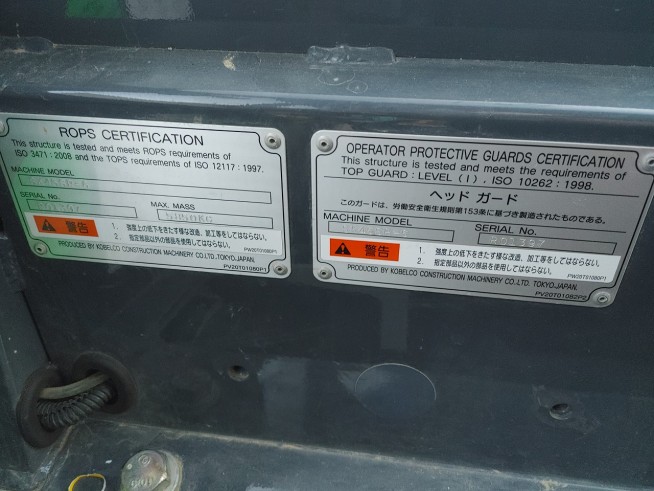 ROPS CERTIFICATION
This structure is tested and meets ROPS requirements of
ISO 3471 : 2008 and the TOPS requirements of ISO 12117 : 1997.
MACHINE MODEL
SERIAL No.
MAX. MASS
警告
1. 強度上の低下をきたす様な改造、加工等をしてはならない。
2. 指定部品以外の部品を使用してはならない。
PRODUCED BY KOBELCO CONSTRUCTION MACHINERY CO.,LTD. TOKYO-JAPAN.
PV20T01080P1
OPERATOR PROTECTIVE GUARDS CERTIFICATION
This structure is tested and meets the requirements of
TOP GUARD : LEVEL ( I ) , ISO 10262 : 1998.
ヘッド ガード
このガードは、労働安全衛生規則第153条に基づき製造されたものである。
MACHINE MODEL
SERIAL No.
警告
1. 強度上の低下をきたす様な改造、加工等をしてはならない。
2. 指定部品以外の部品を使用してはならない。
PRODUCED BY KOBELCO CONSTRUCTION MACHINERY CO.,LTD. TOKYO-JAPAN.
PV20T01082P2